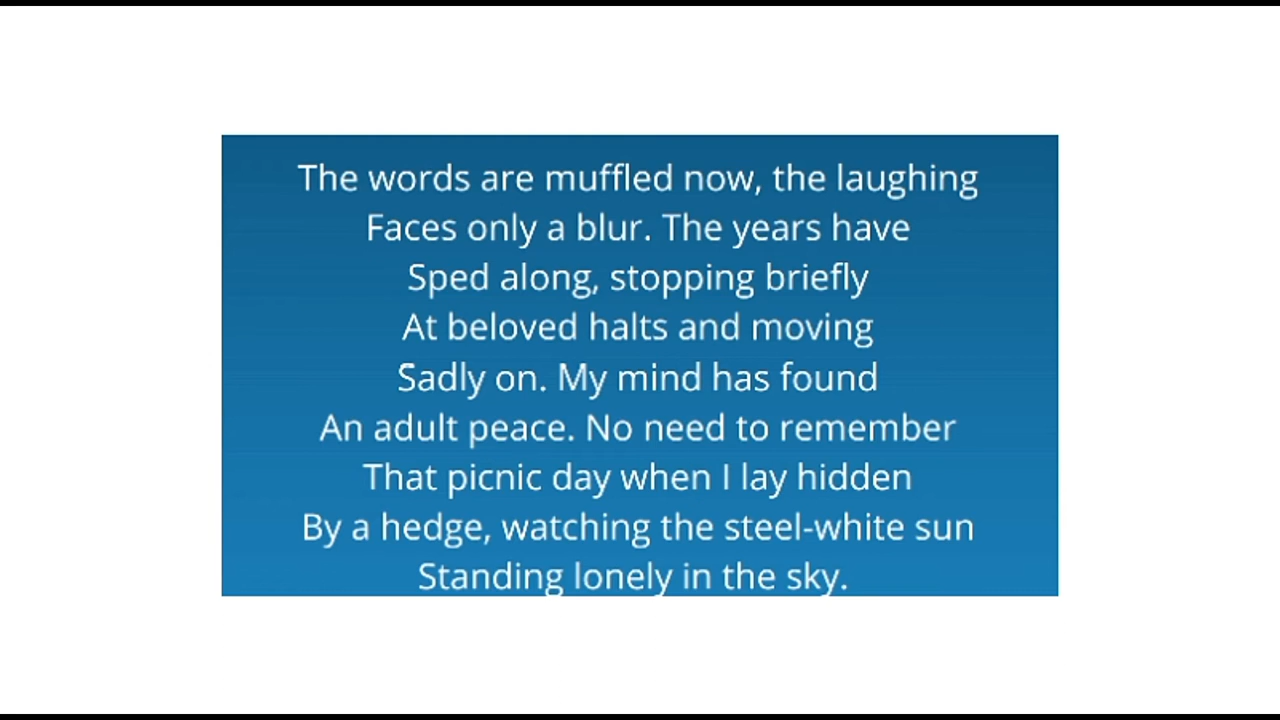 The words are muffled now, the laughing
Faces only a blur. The years have
Sped along, stopping briefly
At beloved halts and moving
Sadly on. My mind has found
An adult peace. No need to remember
That picnic day when I lay hidden
By a hedge, watching the steel-white sun
Standing lonely in the sky.